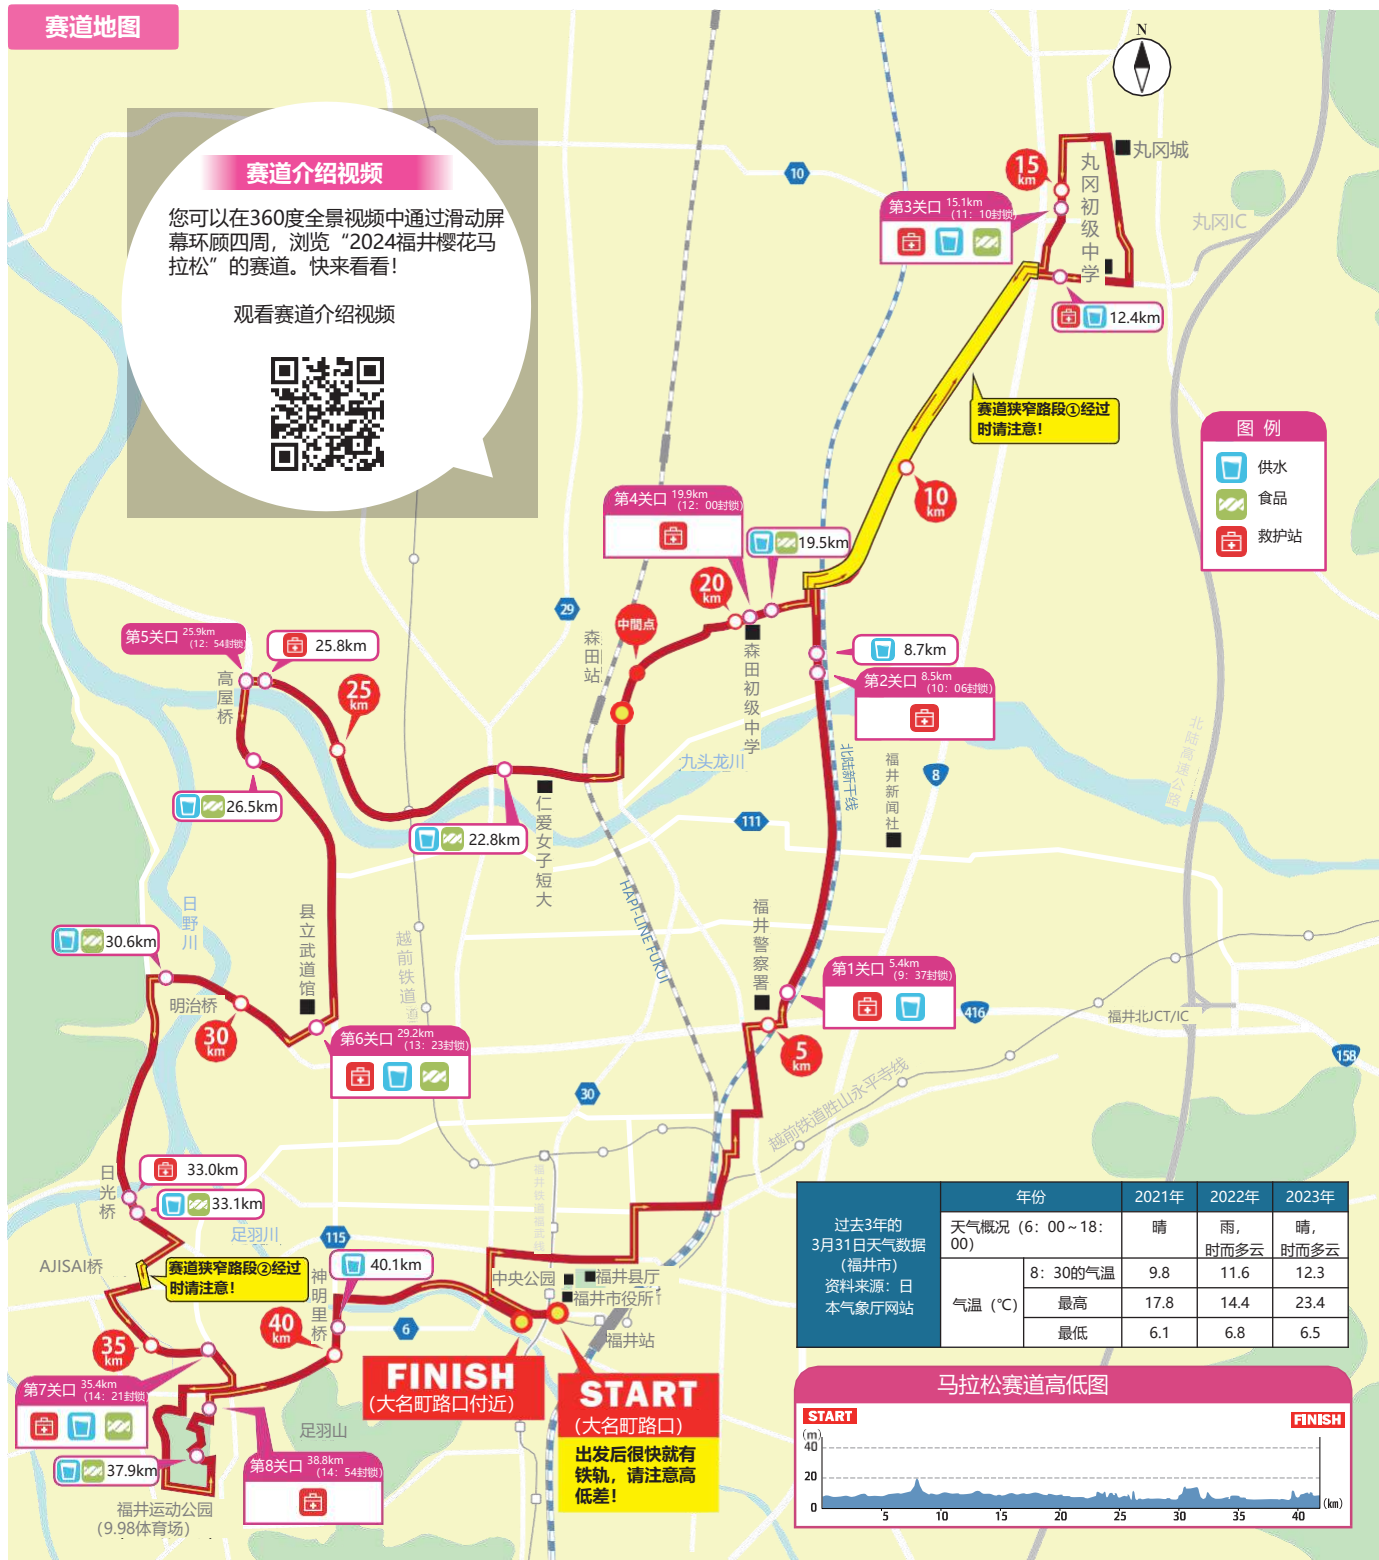 赛道地图
N
赛道介绍视频
您可以在360度全景视频中通过滑动屏
幕环顾四周，浏览“2024福井樱花马
拉松”的赛道。快来看看！
观看赛道介绍视频
10
丸冈城
15
km
丸冈初级中学
第3关口 15.1km
（11：10封锁）
丸冈IC
12.4km
赛道狭窄路段①经过
时请注意！
图 例
供水
食品
救护站
10
km
第4关口 19.9km
（12：00封锁）
19.5km
20
km
29
中間点
森田站
森田初级中学
第5关口 25.9km
（12：54封锁）
25.8km
高屋桥
25
km
8.7km
第2关口 8.5km
（10：06封锁）
九头龙川
北陆新干线
福井新闻社
8
北陆高速公路
26.5km
22.8km
仁爱女子短大
111
日野川
县立武道馆
越前铁道
HAPI-LINE FUKUI
福井警察署
30.6km
明治桥
30
km
第1关口 5.4km
（9：37封锁）
416
福井北JCT/IC
158
5
km
第6关口 29.2km
（13：23封锁）
30
越前铁道胜山永平寺线
日光桥
33.0km
33.1km
福井铁道福武线
足羽川
115
AJISAI桥
赛道狭窄路段②经过
时请注意！
神明里桥
40.1km
中央公园
福井县厅
福井市役所
福井站
40
km
6
35
km
FINISH
(大名町路口付近)
START
(大名町路口)
出发后很快就有
铁轨，请注意高
低差！
第7关口 35.4km
（14：21封锁）
足羽山
37.9km
第8关口 38.8km
（14：54封锁）
福井运动公园
(9.98体育场)
过去3年的
3月31日天气数据
（福井市）
资料来源：日
本气象厅网站
年份 2021年 2022年 2023年
天气概况（6：00～18：
00） 晴 雨， 晴，
时而多云 时而多云
气温（℃）
8：30的气温 9.8 11.6 12.3
最高 17.8 14.4 23.4
最低 6.1 6.8 6.5
马拉松赛道高低图
START
FINISH
(m)
40
20
0
5 10 15 20 25 30 35 40 (km)